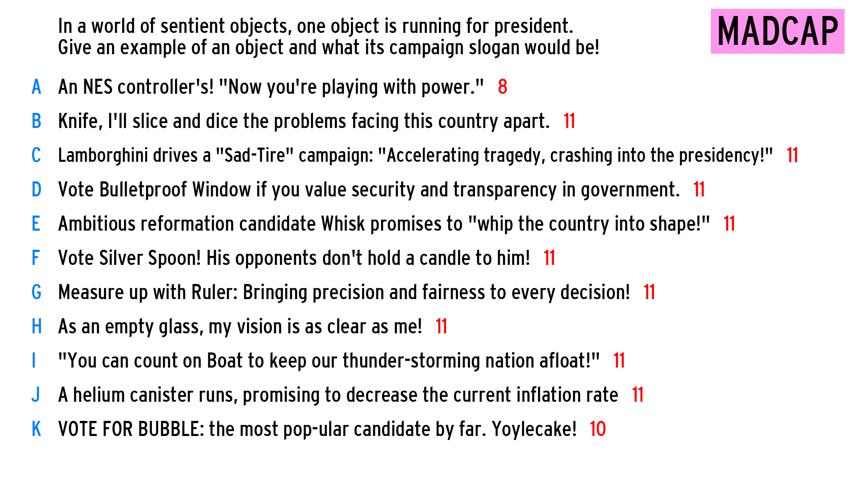 In a world of sentient objects, one object is running for president.
Give an example of an object and what its campaign slogan would be!
MADCAP
A An NES controller's! "Now you're playing with power." 8
B Knife, I'll slice and dice the problems facing this country apart. 11
C Lamborghini drives a "Sad-Tire" campaign: "Accelerating tragedy, crashing into the presidency!" 11
D Vote Bulletproof Window if you value security and transparency in government. 11
E Ambitious reformation candidate Whisk promises to "whip the country into shape!" 11
F Vote Silver Spoon! His opponents don't hold a candle to him! 11
G Measure up with Ruler: Bringing precision and fairness to every decision! 11
H As an empty glass, my vision is as clear as me! 11
I "You can count on Boat to keep our thunder-storming nation afloat!" 11
J A helium canister runs, promising to decrease the current inflation rate 11
K VOTE FOR BUBBLE: the most pop-ular candidate by far. Yoylecake! 10